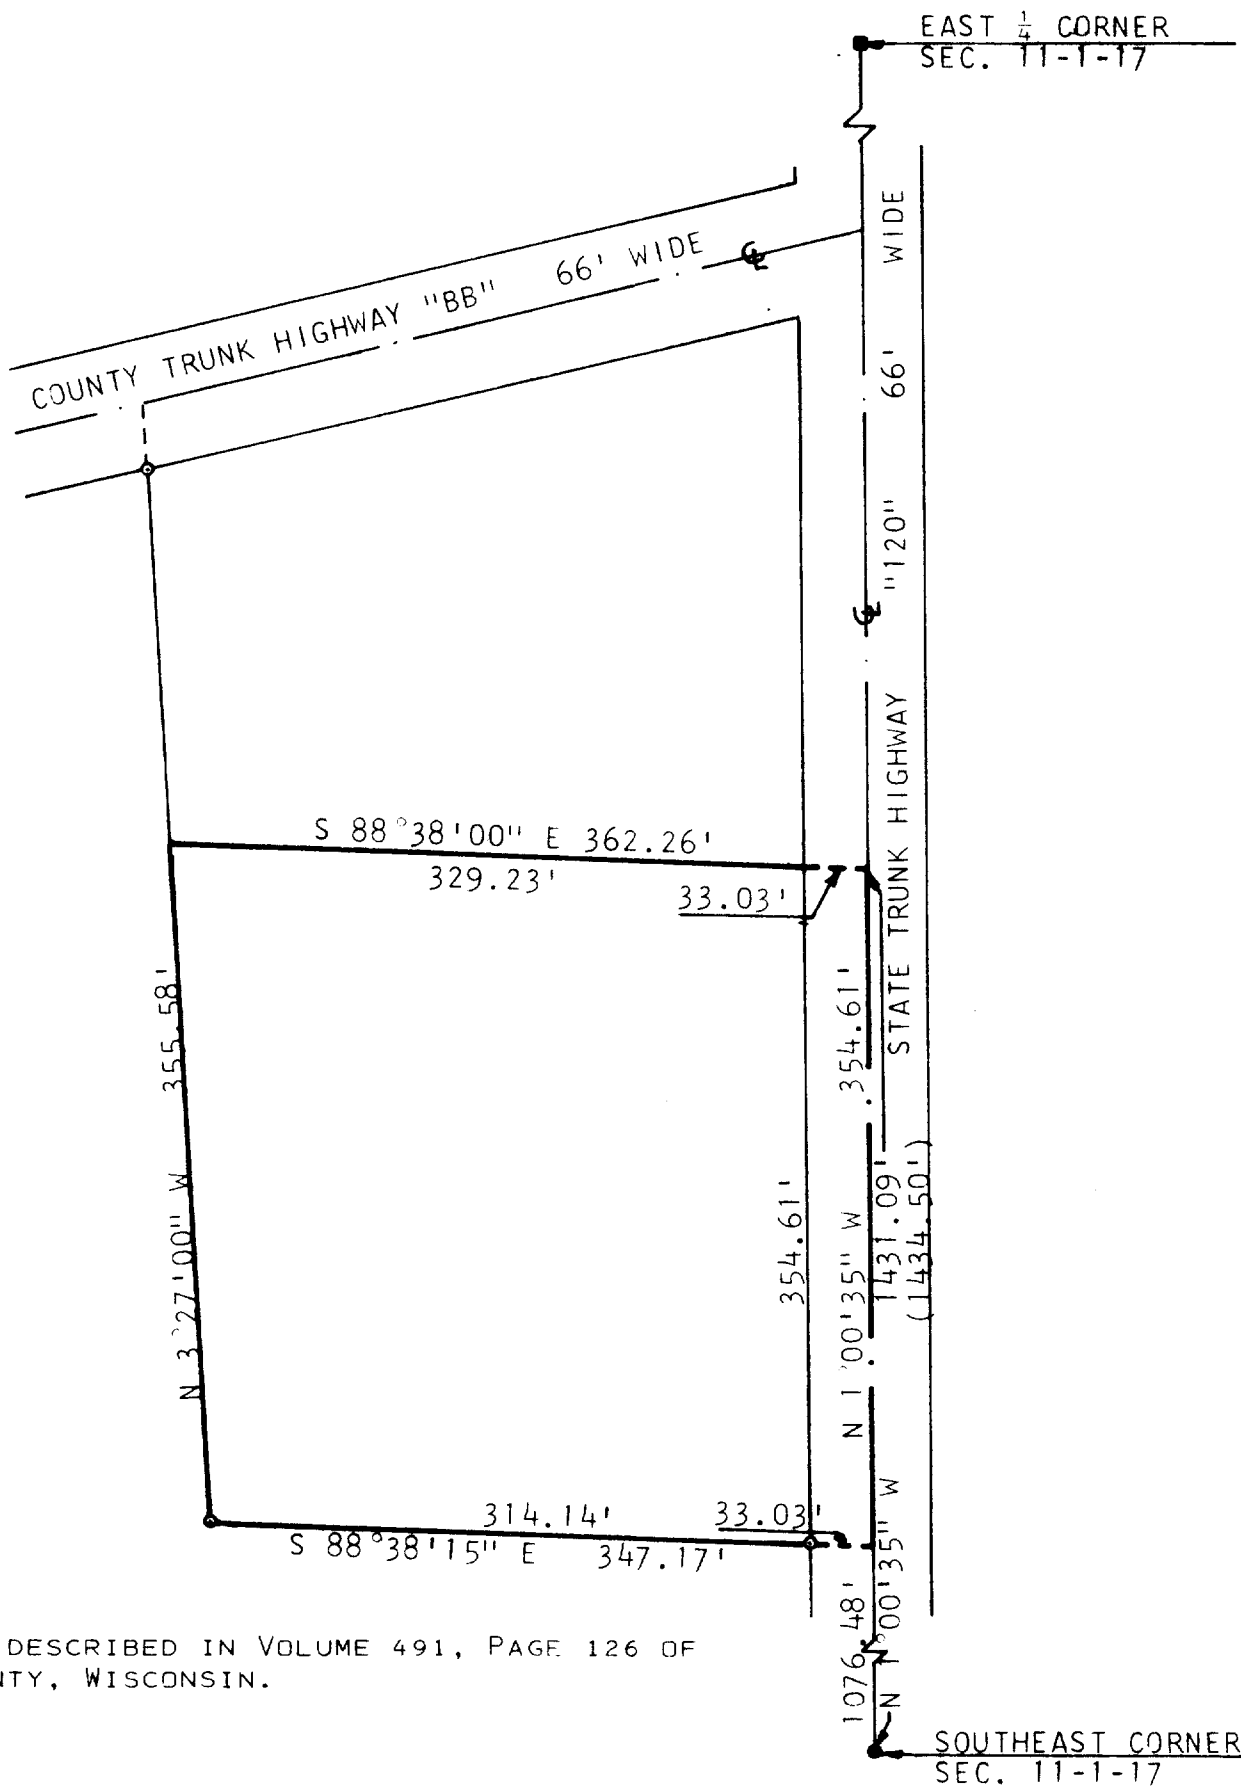 EAST 1/4 CORNER
SEC. 11-1-17
COUNTY TRUNK HIGHWAY "BB" 66' WIDE
STATE TRUNK HIGHWAY "120" 66' WIDE
S 88°38'00" E 362.26'
329.23'
33.03'
N 3°27'00" W 355.58'
354.61'
N 1°00'35" W 354.61'
1431.09'
(1434.50')
314.14' 33.03'
S 88°38'15" E 347.17'
1076.48'
N 1°00'35" W
DESCRIBED IN VOLUME 491, PAGE 126 OF
NTY, WISCONSIN.
SOUTHEAST CORNER
SEC. 11-1-17